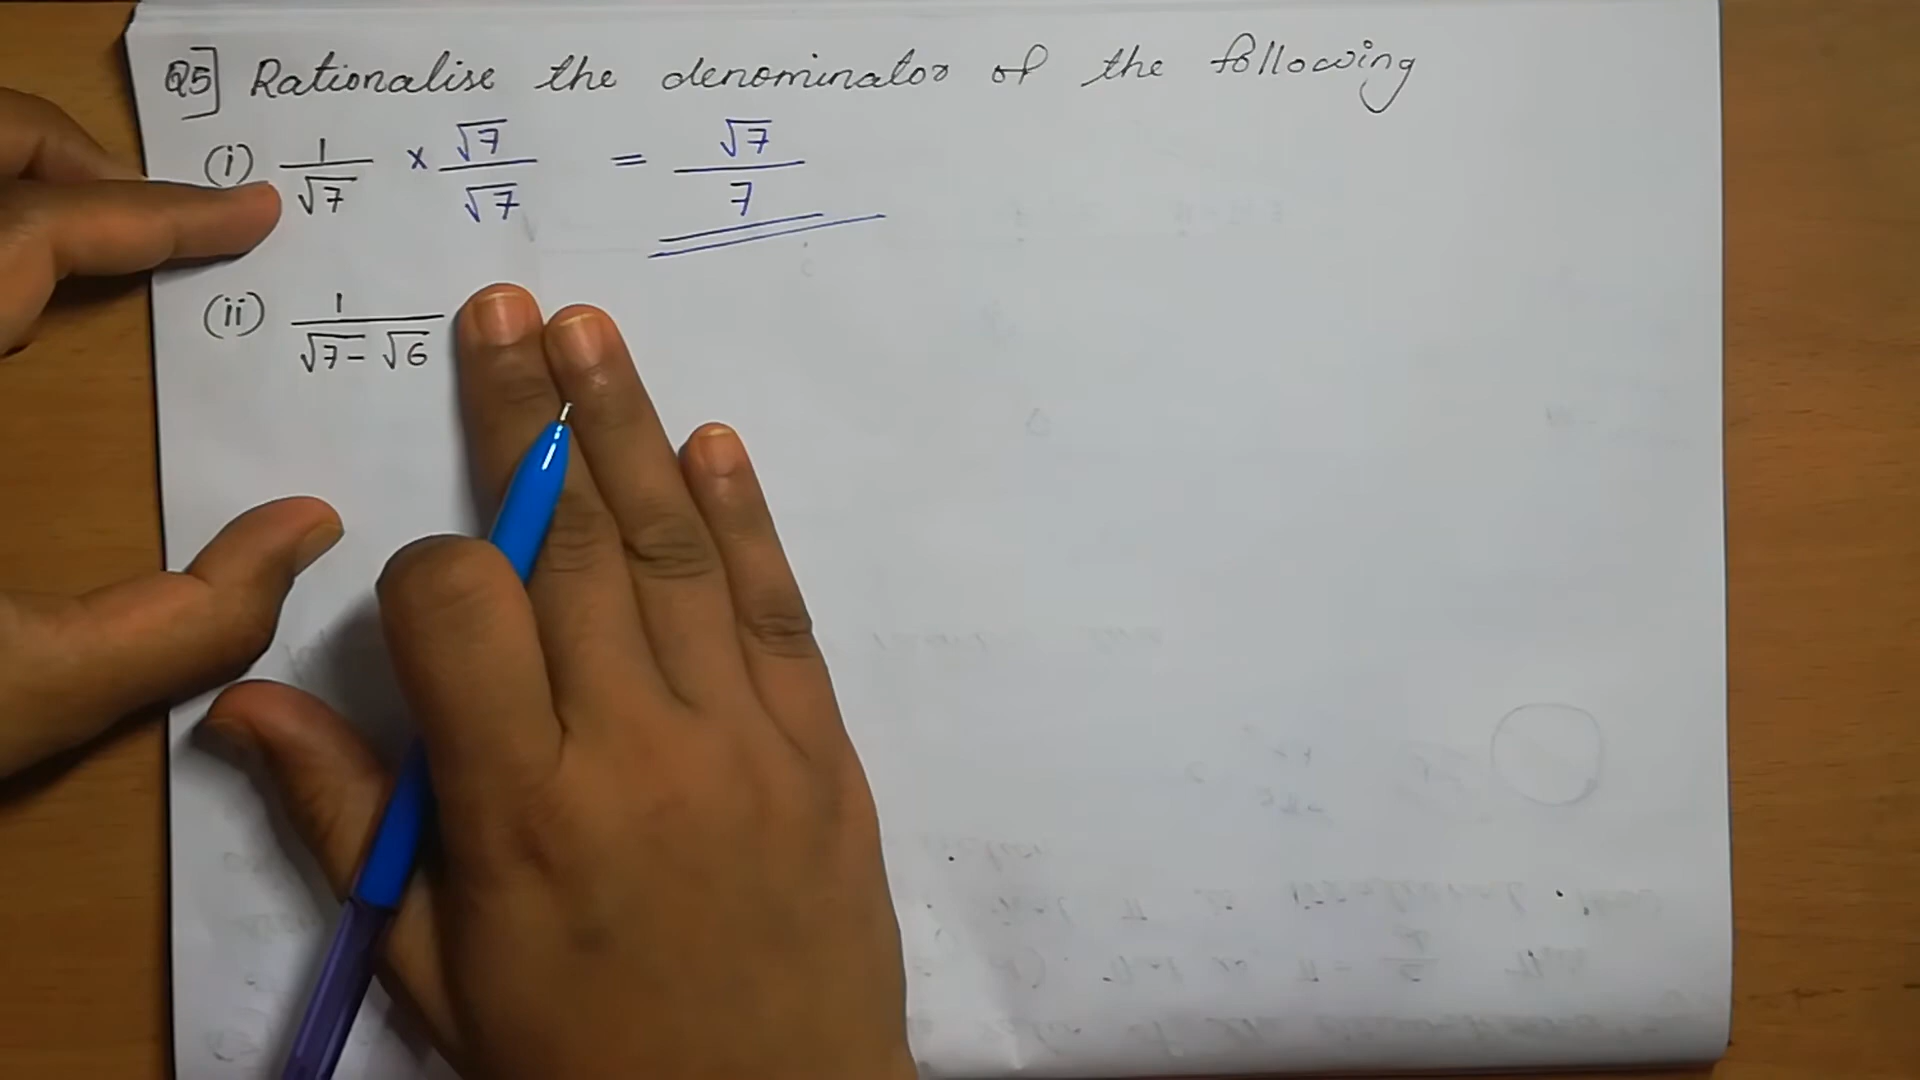 Q5] Rationalise the denominator of the following
(i) 1/√7 × √7/√7 = √7/7
(ii) 1/√7-√6